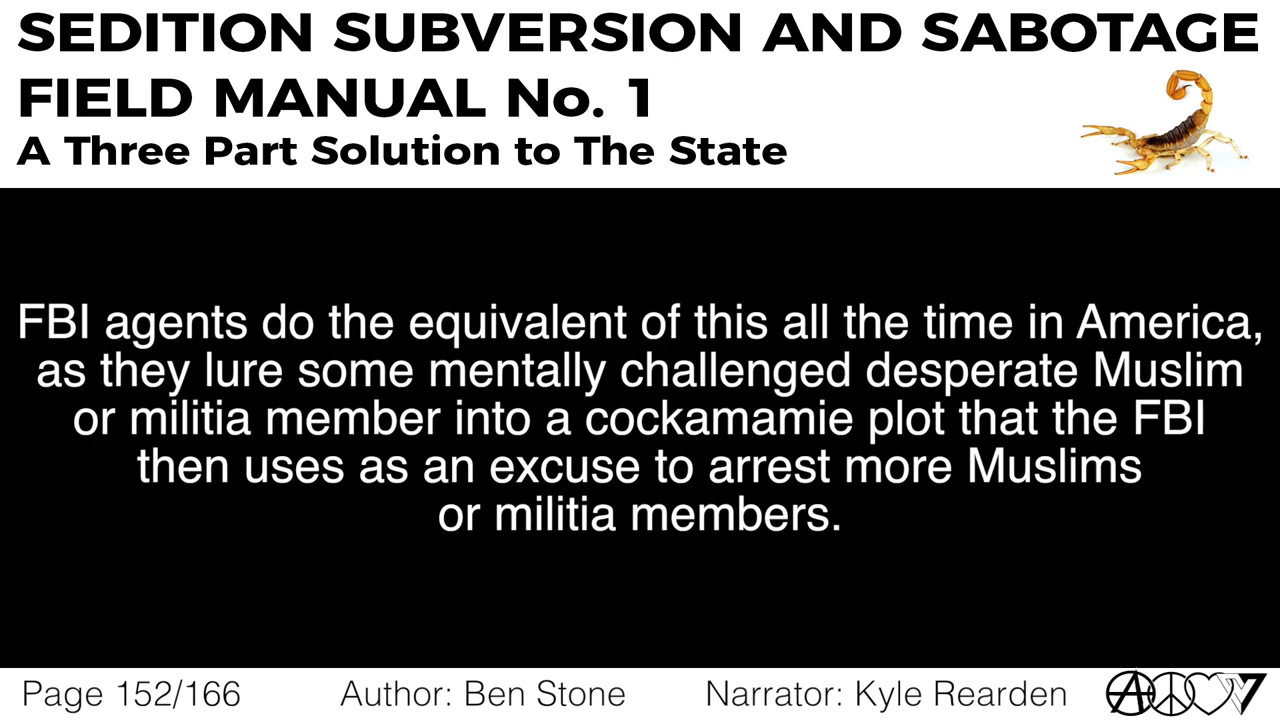 SEDITION SUBVERSION AND SABOTAGE
FIELD MANUAL No. 1
A Three Part Solution to The State
FBI agents do the equivalent of this all the time in America,
as they lure some mentally challenged desperate Muslim
or militia member into a cockamamie plot that the FBI
then uses as an excuse to arrest more Muslims
or militia members.
Page 152/166 Author: Ben Stone Narrator: Kyle Rearden